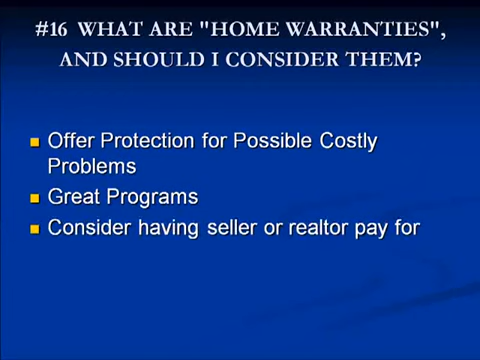 #16 WHAT ARE "HOME WARRANTIES",
AND SHOULD I CONSIDER THEM?
Offer Protection for Possible Costly
Problems
Great Programs
Consider having seller or realtor pay for